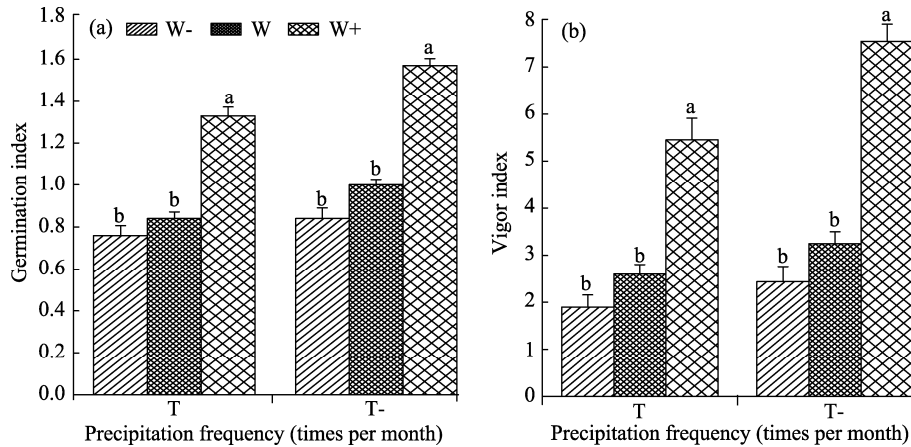 (a) W- W W+
1.8
1.6
1.4
1.2
1.0
0.8
0.6
0.4
0.2
0.0
Germination index
b b a
b b a
T T-
Precipitation frequency (times per month)
(b)
8
7
6
5
4
3
2
1
0
Vigor index
b b a
b b a
T T-
Precipitation frequency (times per month)